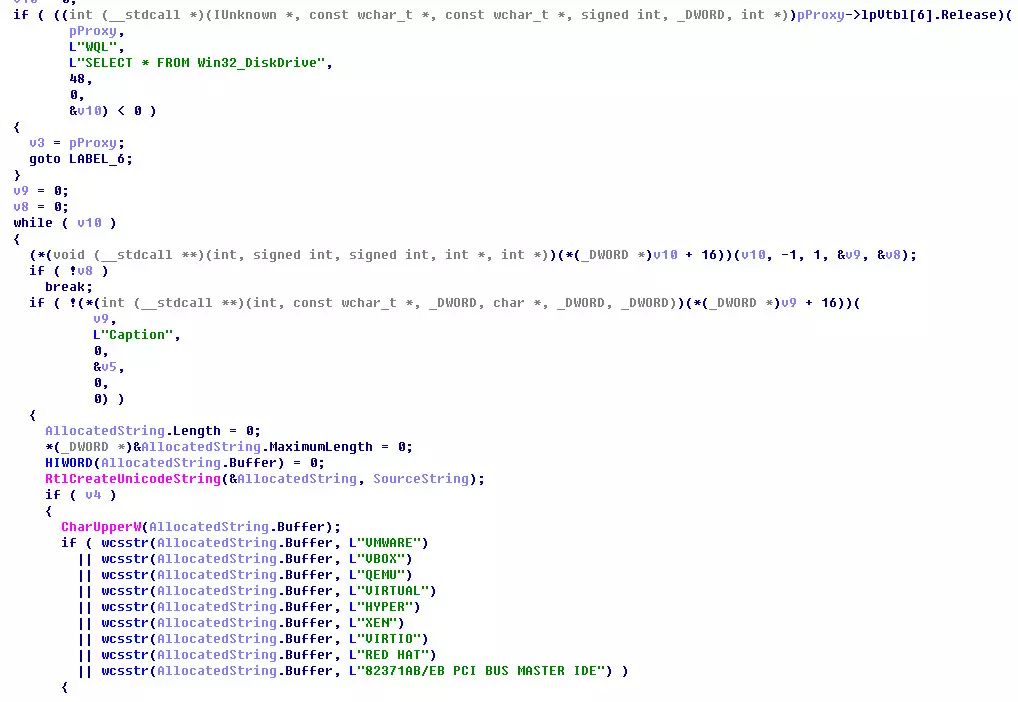 if ( ((int (__stdcall *)(IUnknown *, const wchar_t *, const wchar_t *, signed int, _DWORD, int *))pProxy->lpVtbl[6].Release)(
pProxy,
L"WQL",
L"SELECT * FROM Win32_DiskDrive",
48,
0,
&v10) < 0 )
{
v3 = pProxy;
goto LABEL_6;
}
v9 = 0;
v8 = 0;
while ( v10 )
{
(*(void (__stdcall **)(int, signed int, signed int, int *, int *))(*(_DWORD *)v10 + 16))(v10, -1, 1, &v9, &v8);
if ( !v8 )
break;
if ( !(*(int (__stdcall **)(int, const wchar_t *, _DWORD, char *, _DWORD, _DWORD))(*(_DWORD *)v9 + 16))(
v9,
L"Caption",
0,
&v5,
0,
0) )
{
AllocatedString.Length = 0;
*(_DWORD *)&AllocatedString.MaximumLength = 0;
HIWORD(AllocatedString.Buffer) = 0;
RtlCreateUnicodeString(&AllocatedString, SourceString);
if ( v4 )
{
CharUpperW(AllocatedString.Buffer);
if ( wcsstr(AllocatedString.Buffer, L"VMWARE")
|| wcsstr(AllocatedString.Buffer, L"VBOX")
|| wcsstr(AllocatedString.Buffer, L"QEMU")
|| wcsstr(AllocatedString.Buffer, L"VIRTUAL")
|| wcsstr(AllocatedString.Buffer, L"HYPER")
|| wcsstr(AllocatedString.Buffer, L"XEN")
|| wcsstr(AllocatedString.Buffer, L"VIRTIO")
|| wcsstr(AllocatedString.Buffer, L"RED HAT")
|| wcsstr(AllocatedString.Buffer, L"82371AB/EB PCI BUS MASTER IDE") )
{